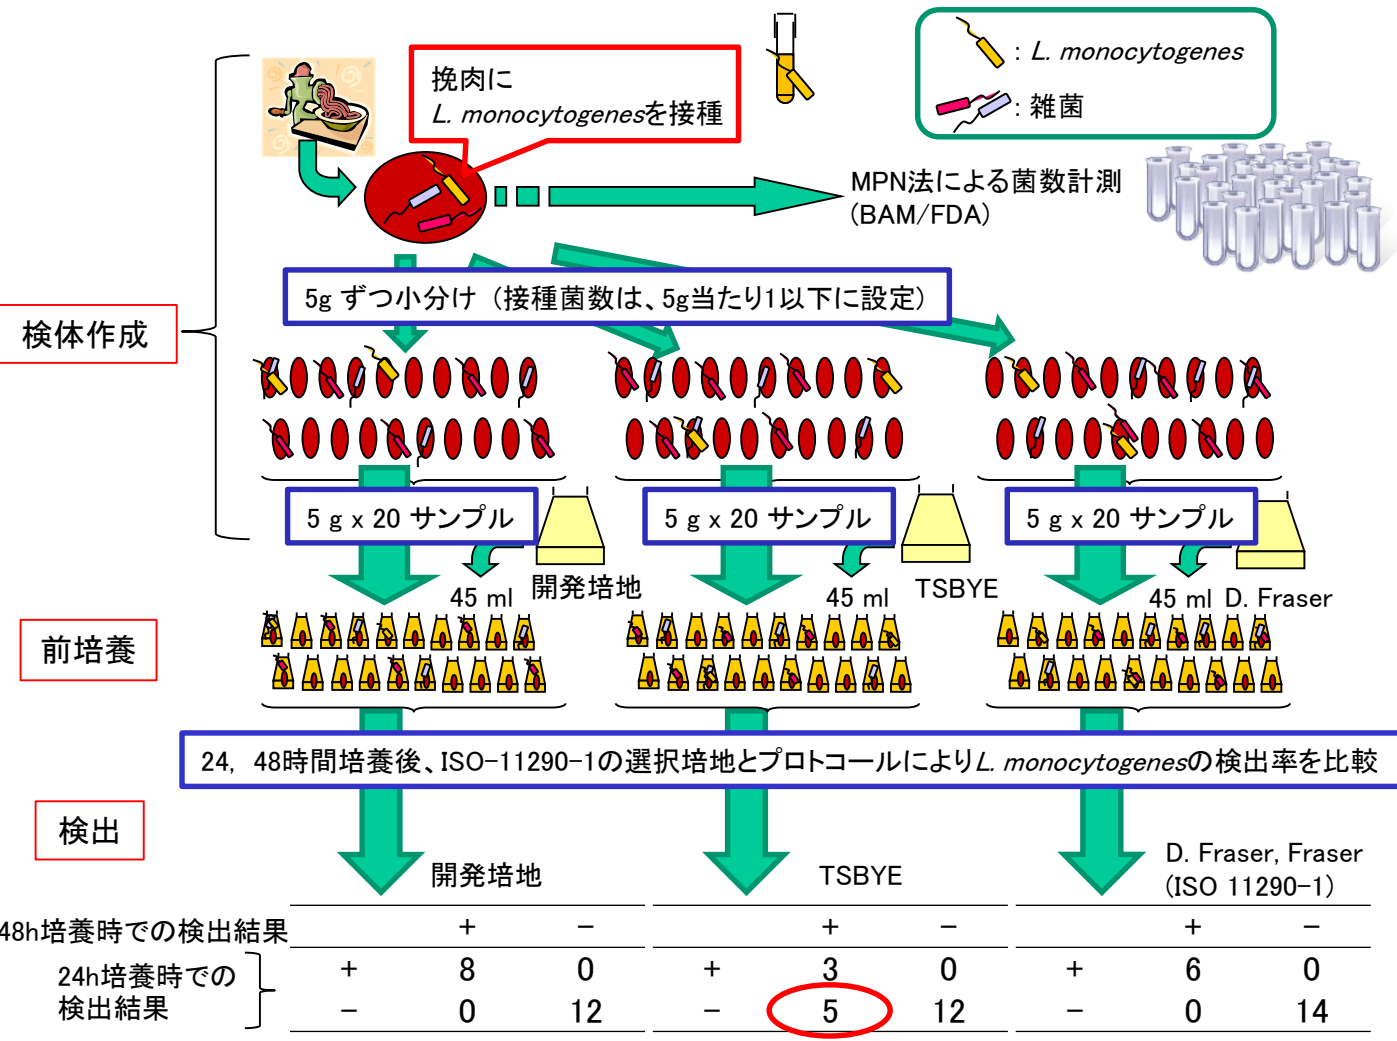 挽肉に
L. monocytogenesを接種
: L. monocytogenes
: 雑菌
MPN法による菌数計測
(BAM/FDA)
5g ずつ小分け (接種菌数は、5g当たり1以下に設定)
検体作成
5 g x 20 サンプル
5 g x 20 サンプル
5 g x 20 サンプル
45 ml 開発培地
45 ml TSBYE
45 ml D. Fraser
前培養
24, 48時間培養後、ISO-11290-1の選択培地とプロトコールによりL. monocytogenesの検出率を比較
検出
開発培地
TSBYE
D. Fraser, Fraser
(ISO 11290-1)
48h培養時での検出結果 + − + − + −
24h培養時での
検出結果
+ 8 0 + 3 0 + 6 0
− 0 12 − 5 12 − 0 14